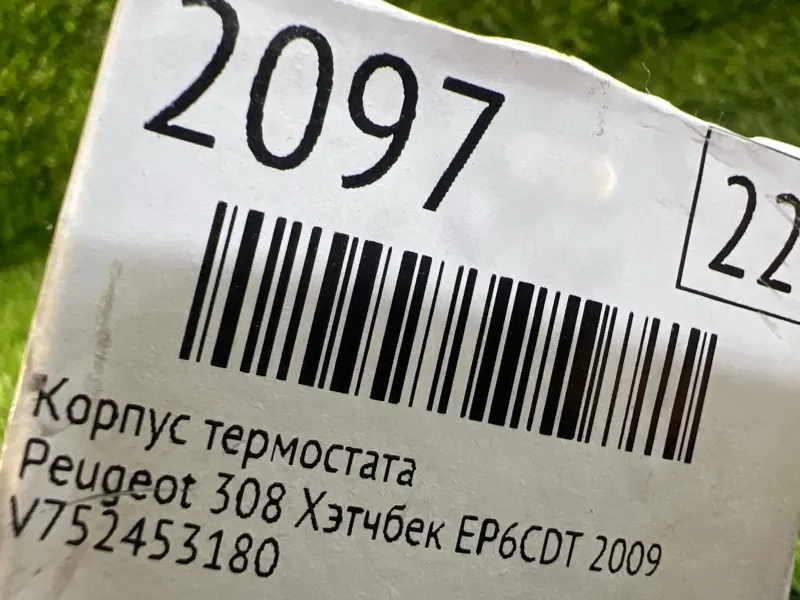 2097
22
Корпус термостата
Peugeot 308 Хэтчбек EP6CDT 2009
V752453180